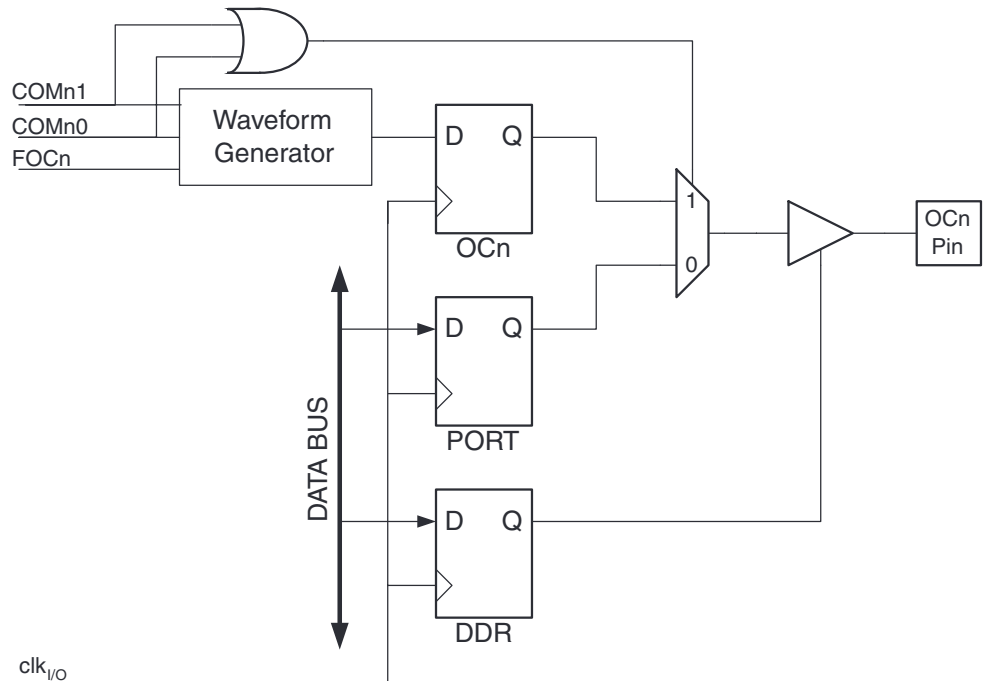 COMn1
COMn0
FOCn
Waveform
Generator
D Q
OCn
1
0
OCn
Pin
D Q
PORT
DATA BUS
D Q
DDR
clkI/O